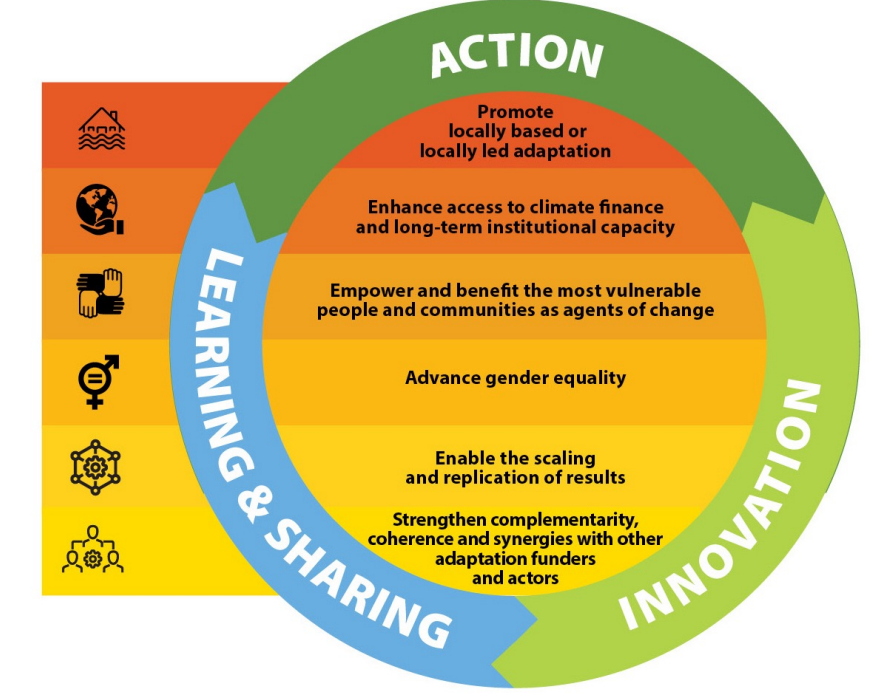 ACTION
Promote
locally based or
locally led adaptation
Enhance access to climate finance
and long-term institutional capacity
Empower and benefit the most vulnerable
people and communities as agents of change
Advance gender equality
Enable the scaling
and replication of results
Strengthen complementarity,
coherence and synergies with other
adaptation funders
and actors
LEARNING & SHARING
INNOVATION